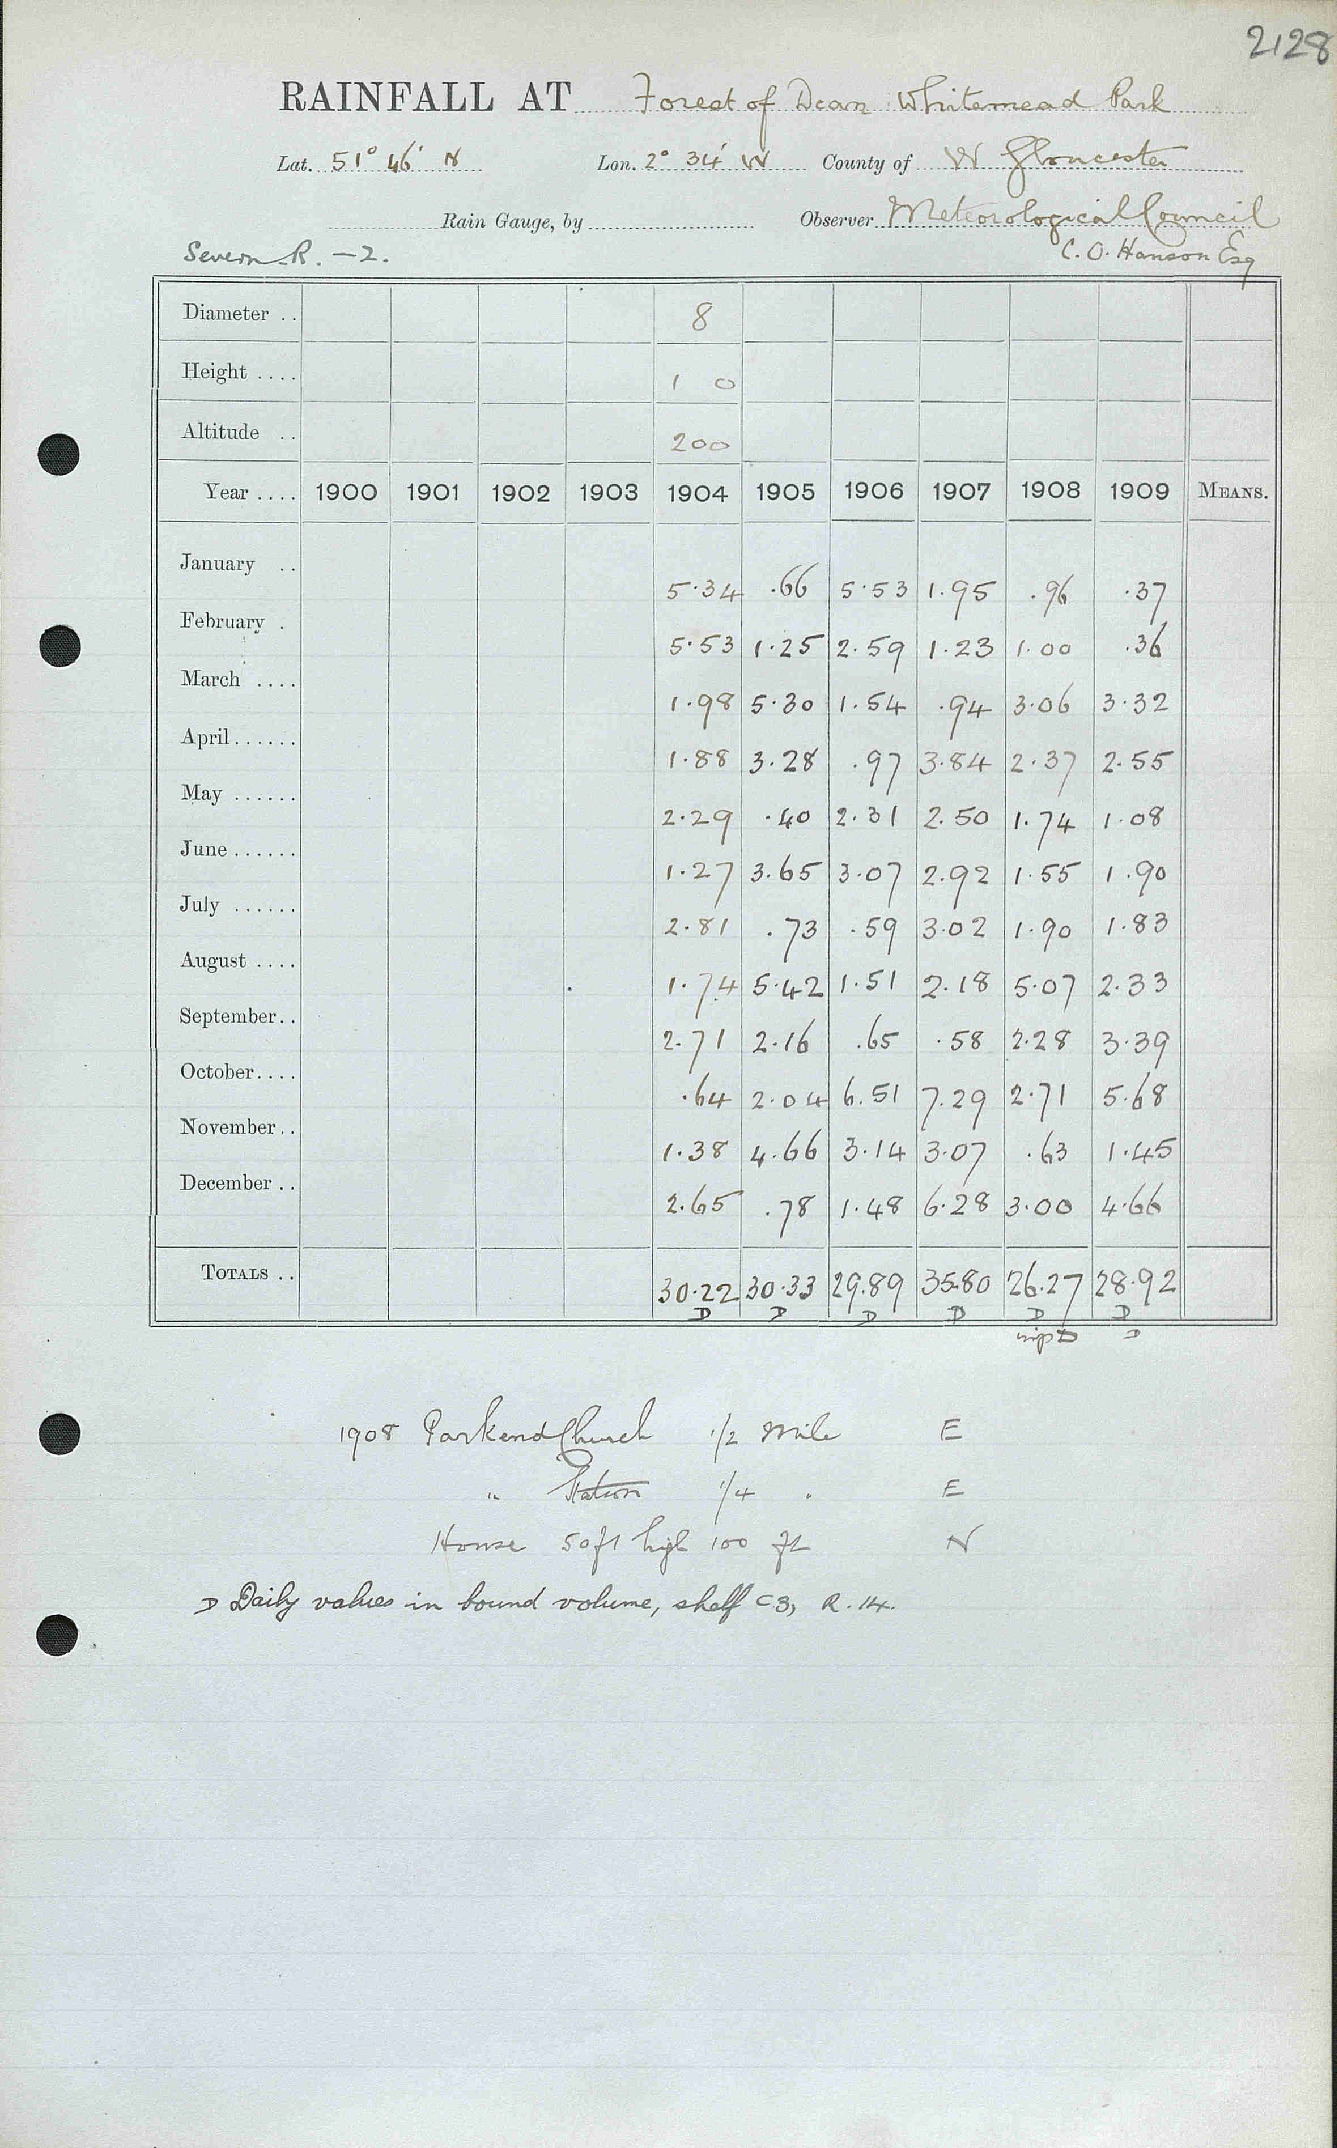 2128
RAINFALL AT Forest of Dean Whitemead Park
Lat. 51° 46' N Lon. 2° 34' W County of W Gloucester
Rain Gauge, by Observer Meteorological Council
Severn R. – 2. C. O. Hanson Esq
Diameter .. 8
Height .... 1 0
Altitude .. 200
Year .... 1900 1901 1902 1903 1904 1905 1906 1907 1908 1909 MEANS.
January .. 5.34 .66 5.53 1.95 .96 .37
February . 5.53 1.25 2.59 1.23 1.00 .36
March .... 1.98 5.30 1.54 .94 3.06 3.32
April ...... 1.88 3.28 .97 3.84 2.37 2.55
May ...... 2.29 .40 2.31 2.50 1.74 1.08
June ...... 1.27 3.65 3.07 2.92 1.55 1.90
July ...... 2.81 .73 .59 3.02 1.90 1.83
August .... 1.74 5.42 1.51 2.18 5.07 2.33
September.. 2.71 2.16 .65 .58 2.28 3.39
October.... .64 2.04 6.51 7.29 2.71 5.68
November .. 1.38 4.66 3.14 3.07 .63 1.45
December .. 2.65 .78 1.48 6.28 3.00 4.66
TOTALS .. 30.22 30.33 29.89 35.80 26.27 28.92
D D D D D D
D D
1908 Parkend Church 1/2 Mile E
" Station 1/4 " E
House 50ft high 100 ft N
D Daily values in bound volume, shelf C3, R.14.